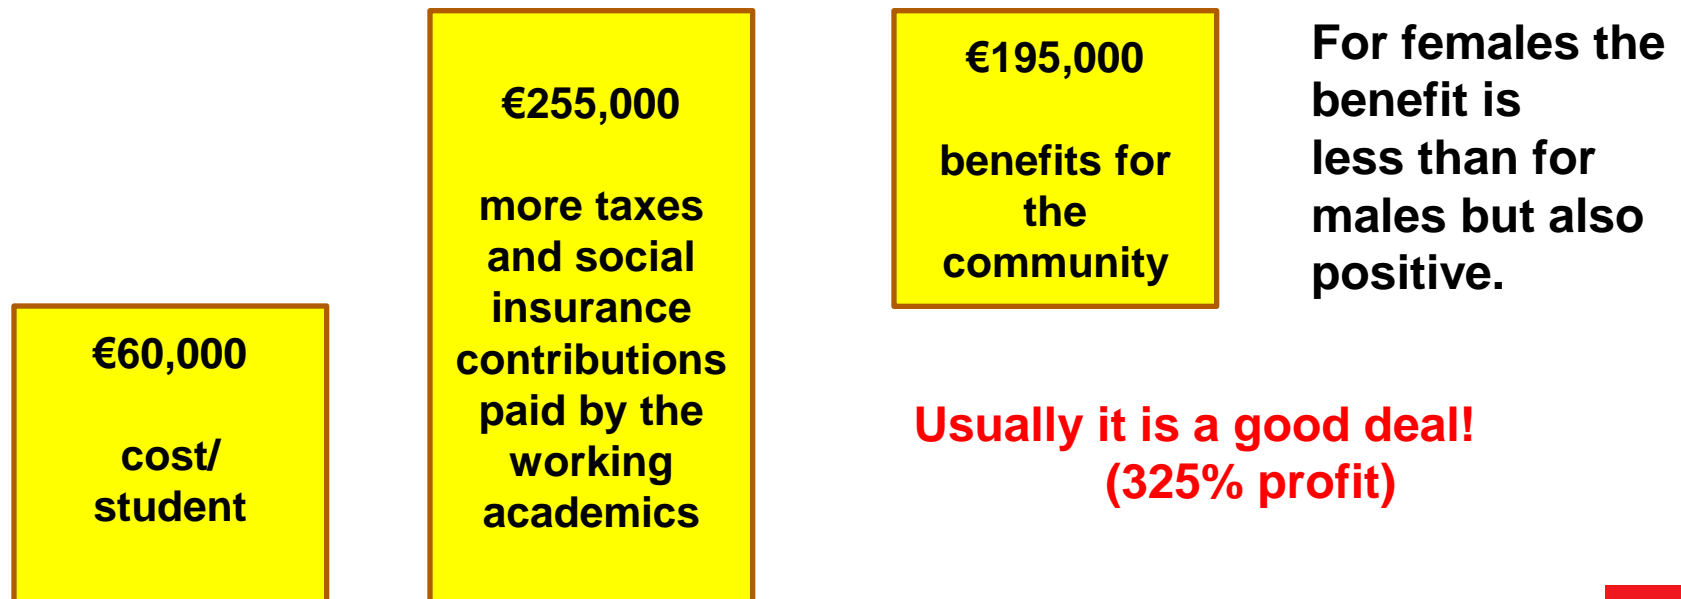 €60,000
cost/
student
€255,000
more taxes
and social
insurance
contributions
paid by the
working
academics
€195,000
benefits for
the
community
For females the
benefit is
less than for
males but also
positive.
Usually it is a good deal!
(325% profit)